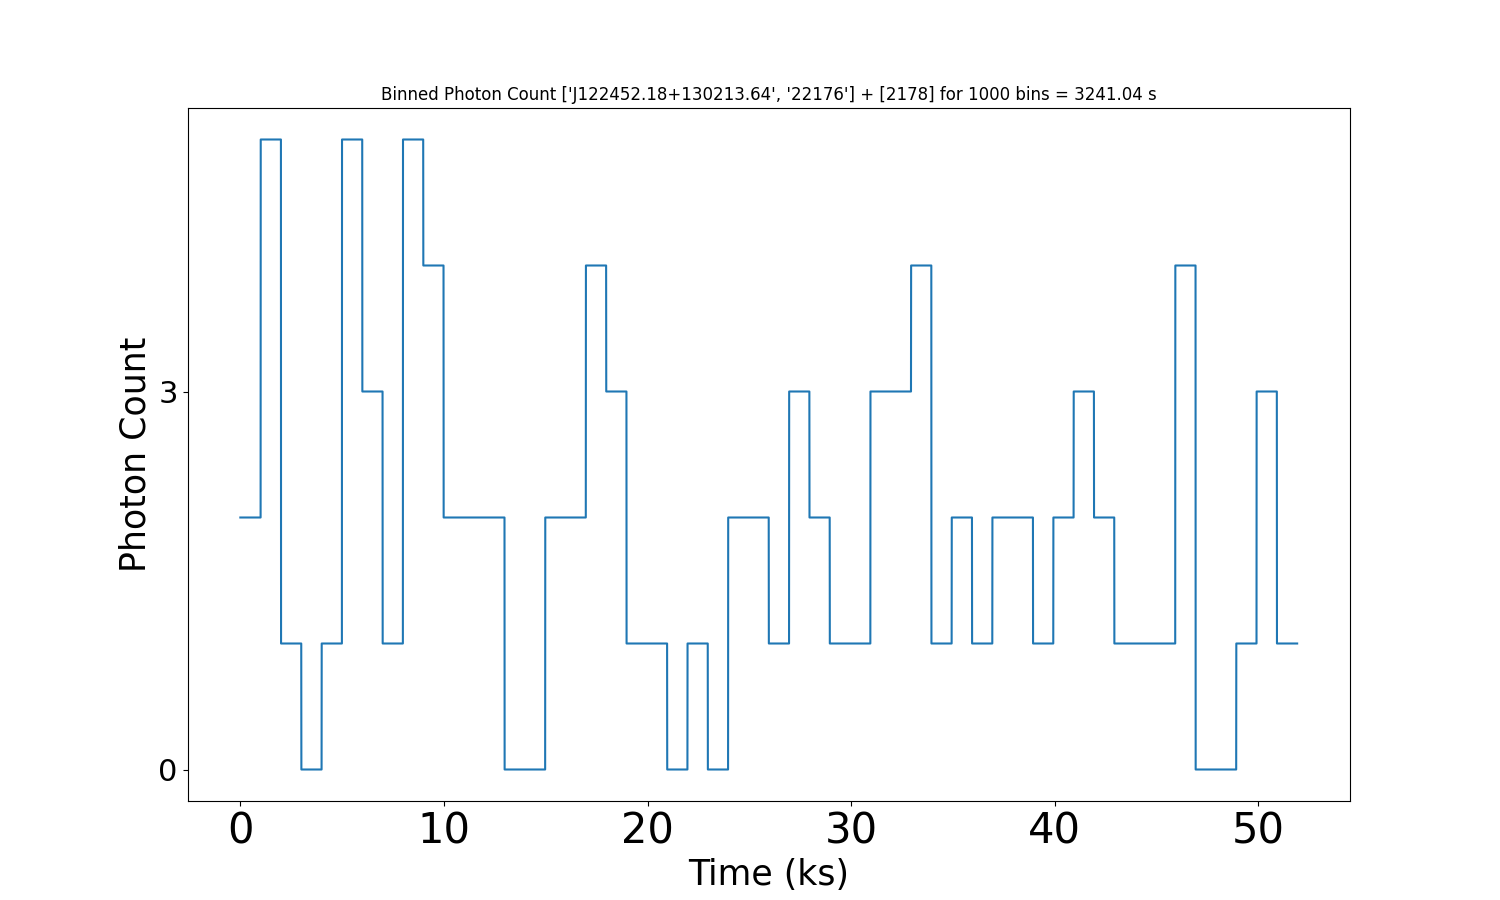 Binned Photon Count ['J122452.18+130213.64', '22176'] + [2178] for 1000 bins = 3241.04 s
Photon Count
3
0
0 10 20 30 40 50
Time (ks)